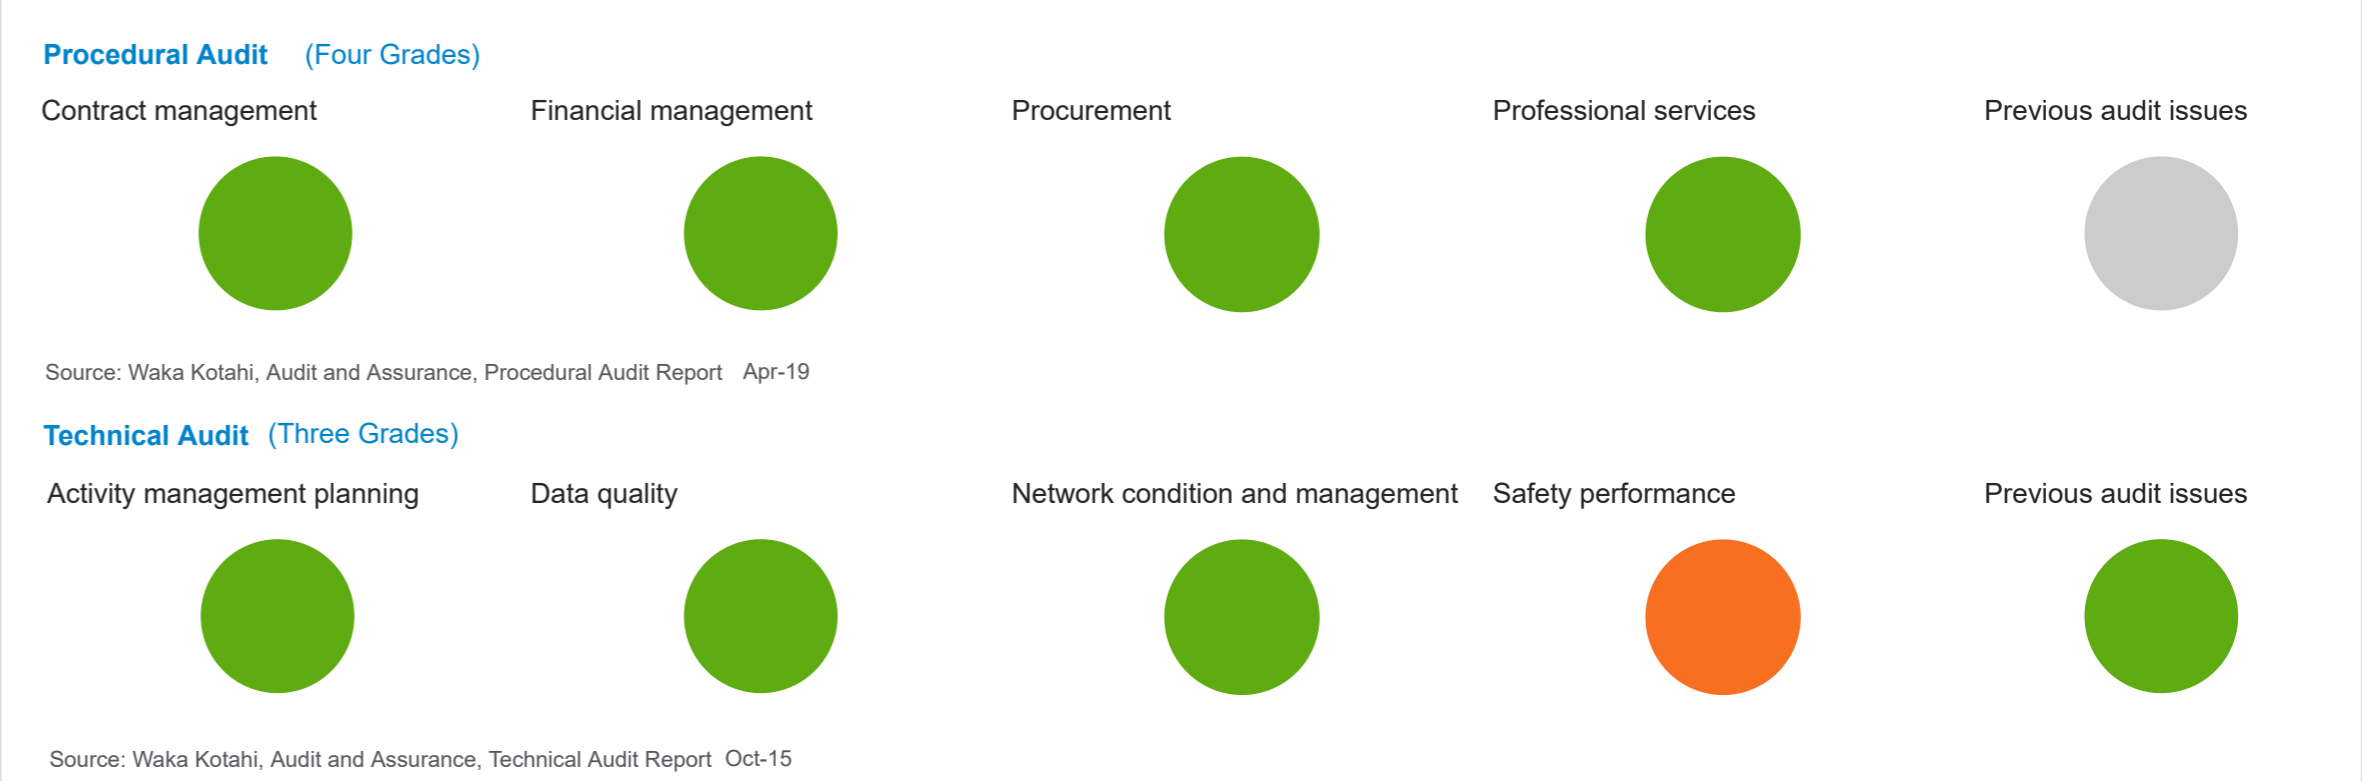 Procedural Audit (Four Grades)
Contract management
Financial management
Procurement
Professional services
Previous audit issues
Source: Waka Kotahi, Audit and Assurance, Procedural Audit Report Apr-19
Technical Audit (Three Grades)
Activity management planning
Data quality
Network condition and management
Safety performance
Previous audit issues
Source: Waka Kotahi, Audit and Assurance, Technical Audit Report Oct-15